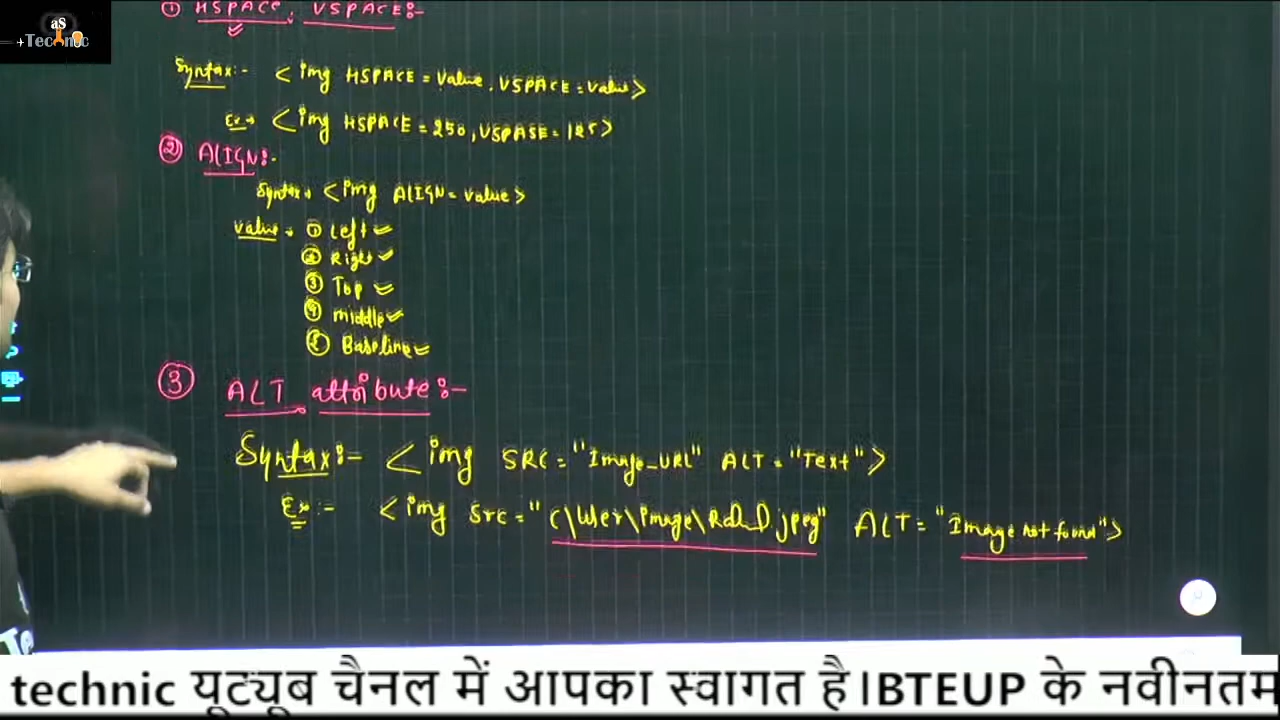 aS
Tecnic
① HSPACE, VSPACE:-
Syntax:- < img HSPACE = Value, VSPACE = Value>
Ex→ <img HSPACE = 250, VSPASE = 125>
② ALIGN:-
Syntax → <img ALIGN = Value>
Value → ① Left
② Right
③ Top
④ middle
⑤ Baseline
③ ALT attribute:-
Syntax:- <img SRC = "Image_URL" ALT = "Text">
Ex:- <img Src = "C\User\Image\ .jpeg" ALT = "Image not found">
Te
technic यूट्यूब चैनल में आपका स्वागत है।BTEUP के नवीनतम